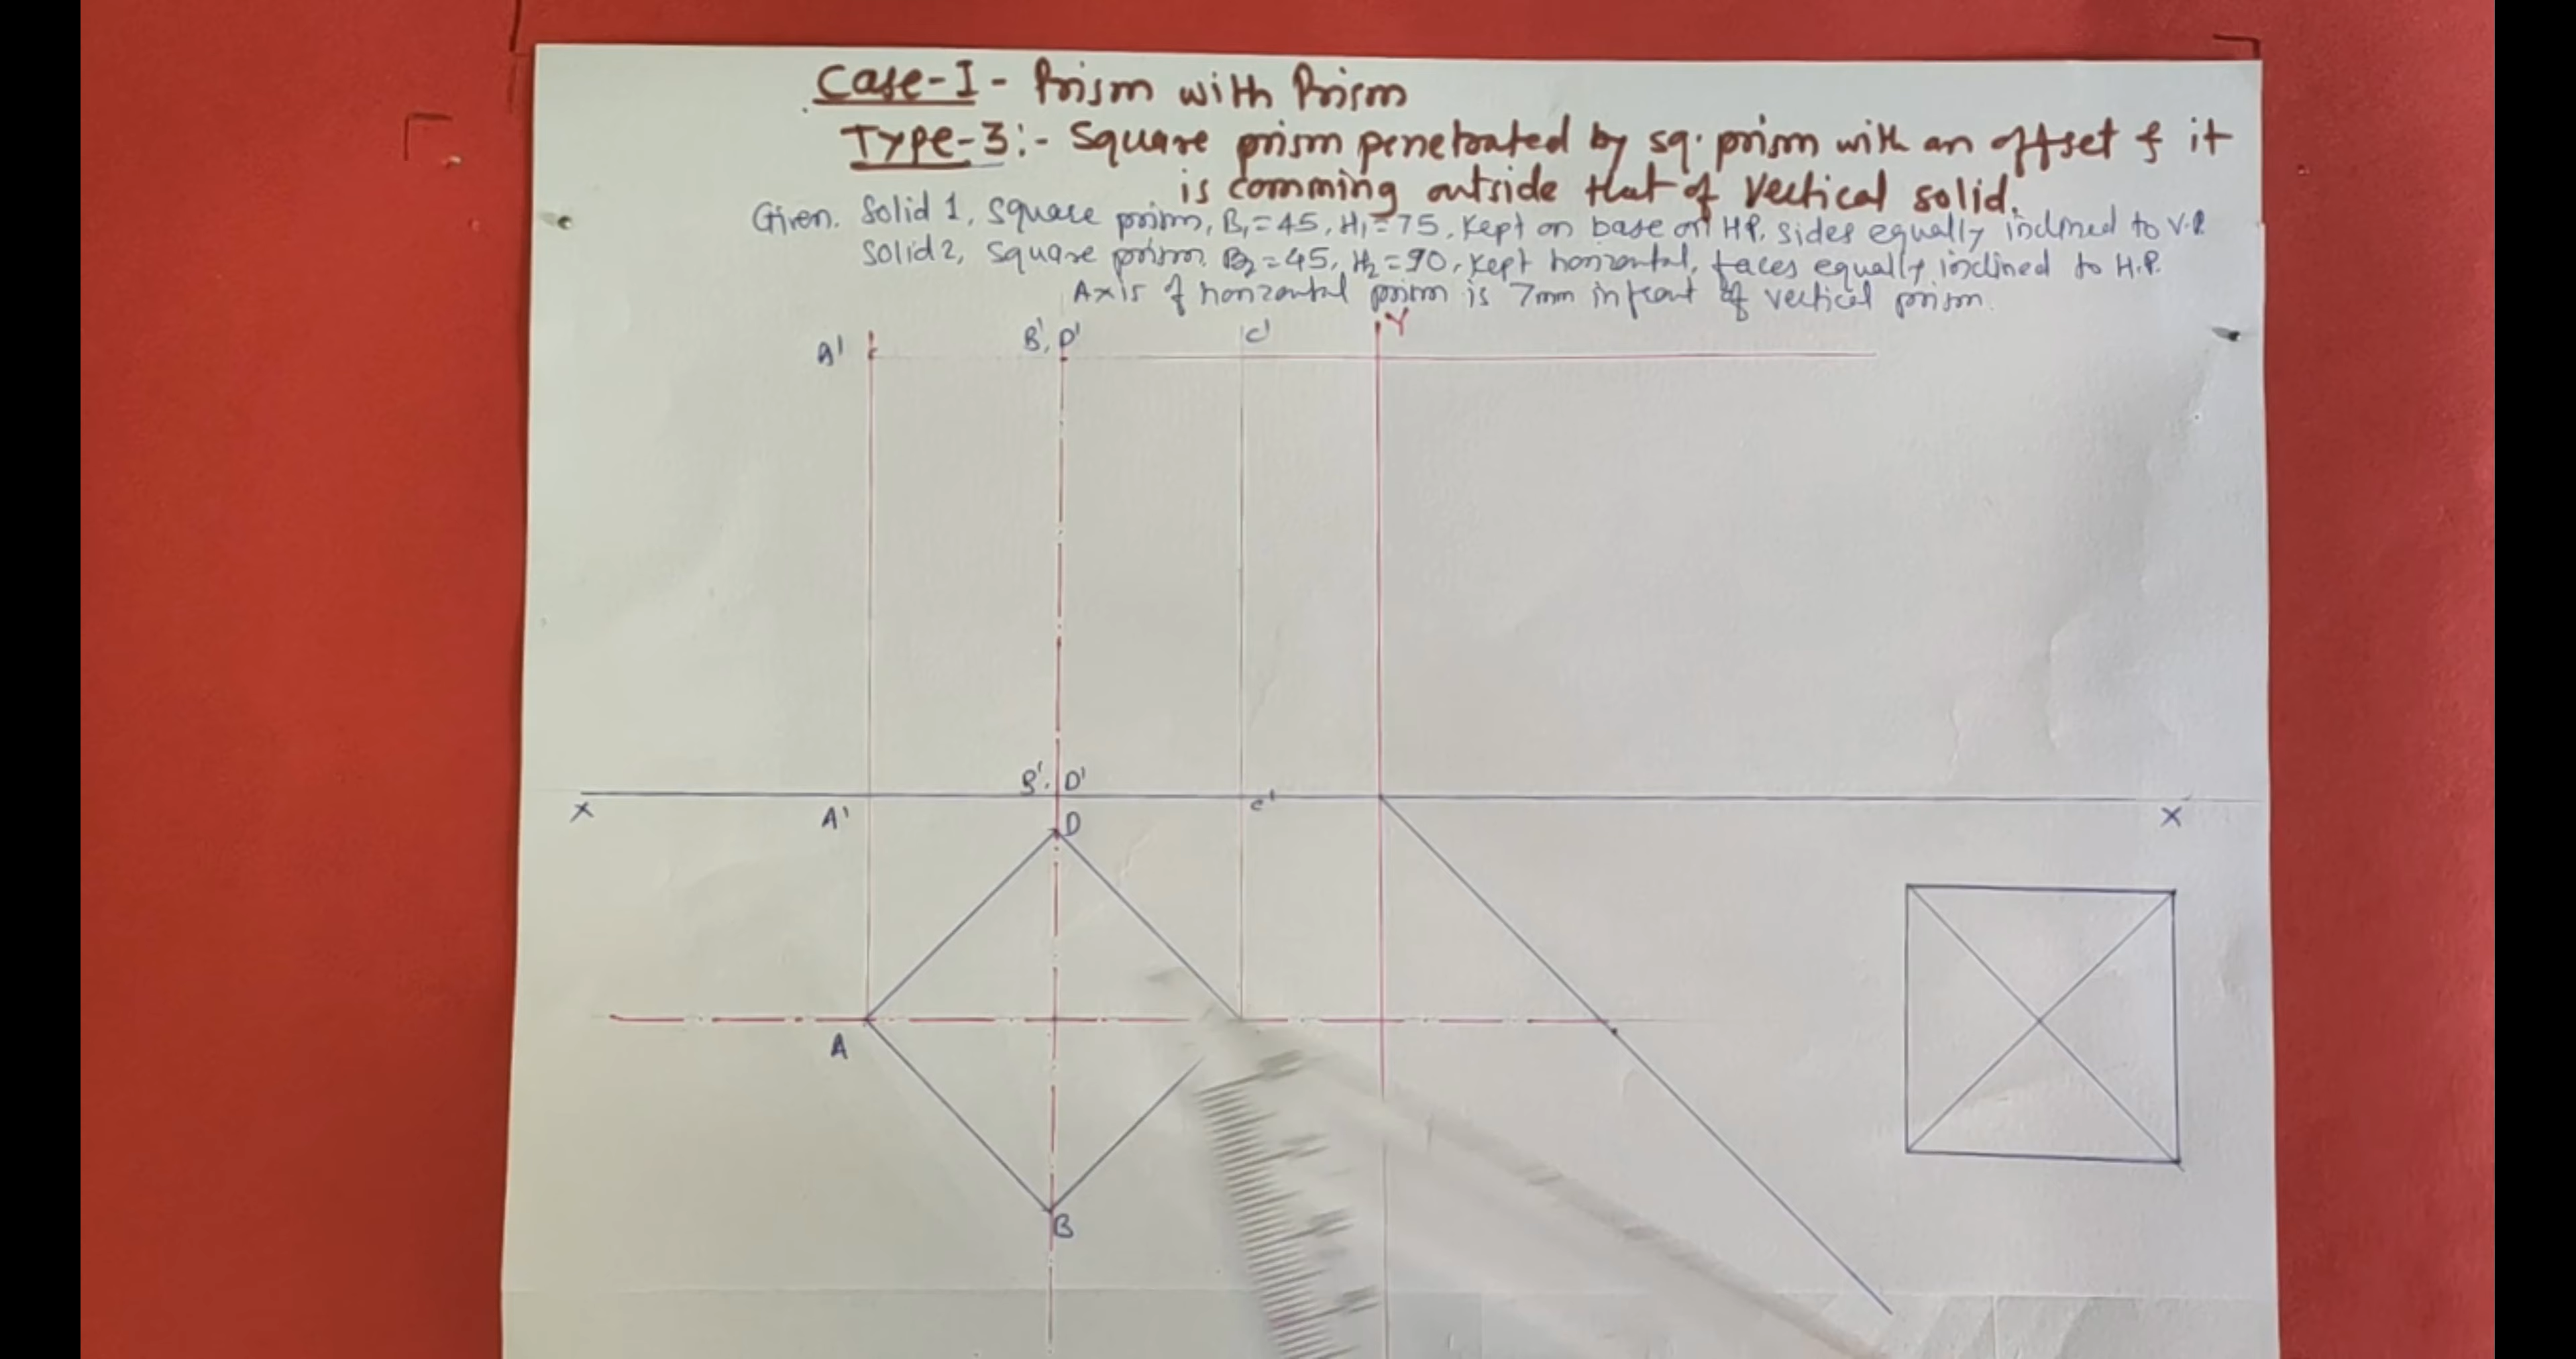 Case-I - Prism with Prism
Type-3:- Square prism penetrated by sq. prism with an offset & it
is comming outside that of Vertical solid.
Given. Solid 1, square prism, B1=45, H1=75, Kept on base on HP, sides equally inclined to V.P.
Solid 2, Square prism. B2=45, H2=90, Kept horizontal, faces equally inclined to H.P.
Axis of horizontal prism is 7mm infront of vertical prism.
A' B', D' C' Y
B', D'
X A' C' X
D
A
B